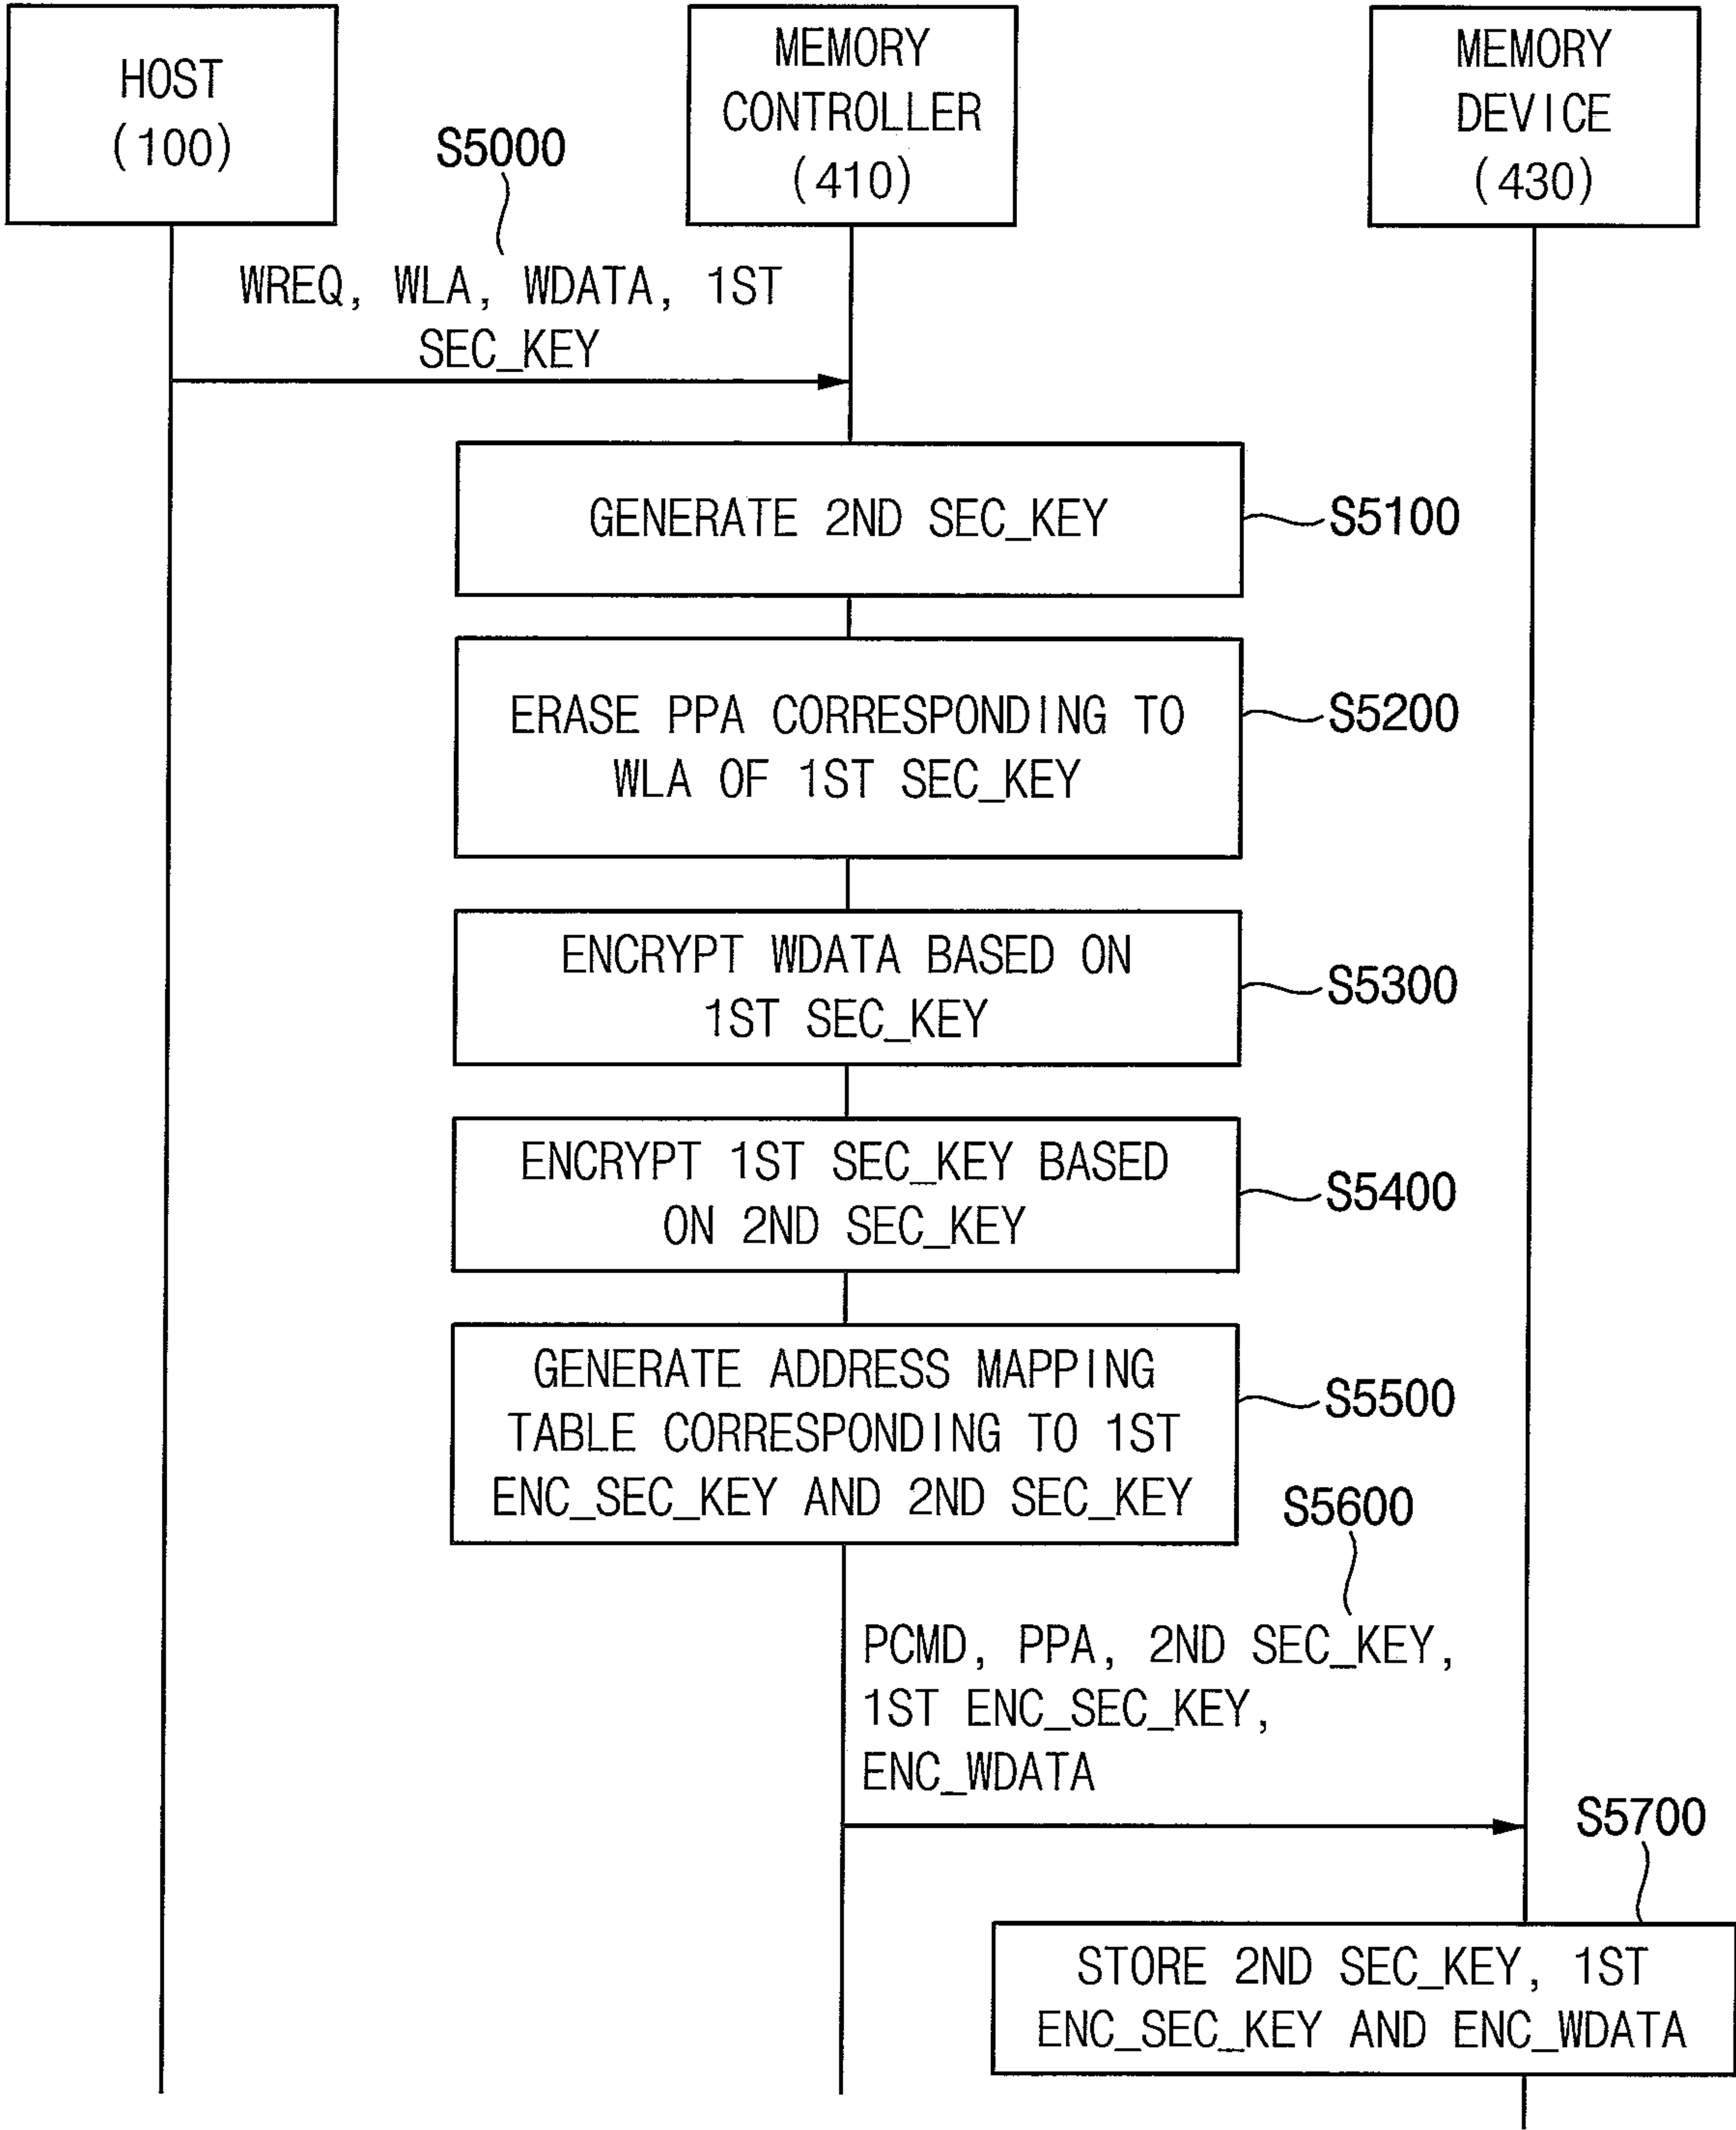 HOST
(100)
MEMORY
CONTROLLER
(410)
MEMORY
DEVICE
(430)
S5000
WREQ, WLA, WDATA, 1ST
SEC_KEY
GENERATE 2ND SEC_KEY
S5100
ERASE PPA CORRESPONDING TO
WLA OF 1ST SEC_KEY
S5200
ENCRYPT WDATA BASED ON
1ST SEC_KEY
S5300
ENCRYPT 1ST SEC_KEY BASED
ON 2ND SEC_KEY
S5400
GENERATE ADDRESS MAPPING
TABLE CORRESPONDING TO 1ST
ENC_SEC_KEY AND 2ND SEC_KEY
S5500
S5600
PCMD, PPA, 2ND SEC_KEY,
1ST ENC_SEC_KEY,
ENC_WDATA
S5700
STORE 2ND SEC_KEY, 1ST
ENC_SEC_KEY AND ENC_WDATA